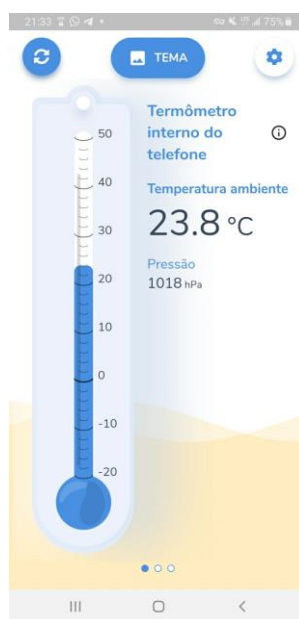 21:33
75%
TEMA
Termômetro
interno do
telefone
Temperatura ambiente
23.8 °C
Pressão
1018 hPa
50
40
30
20
10
0
-10
-20